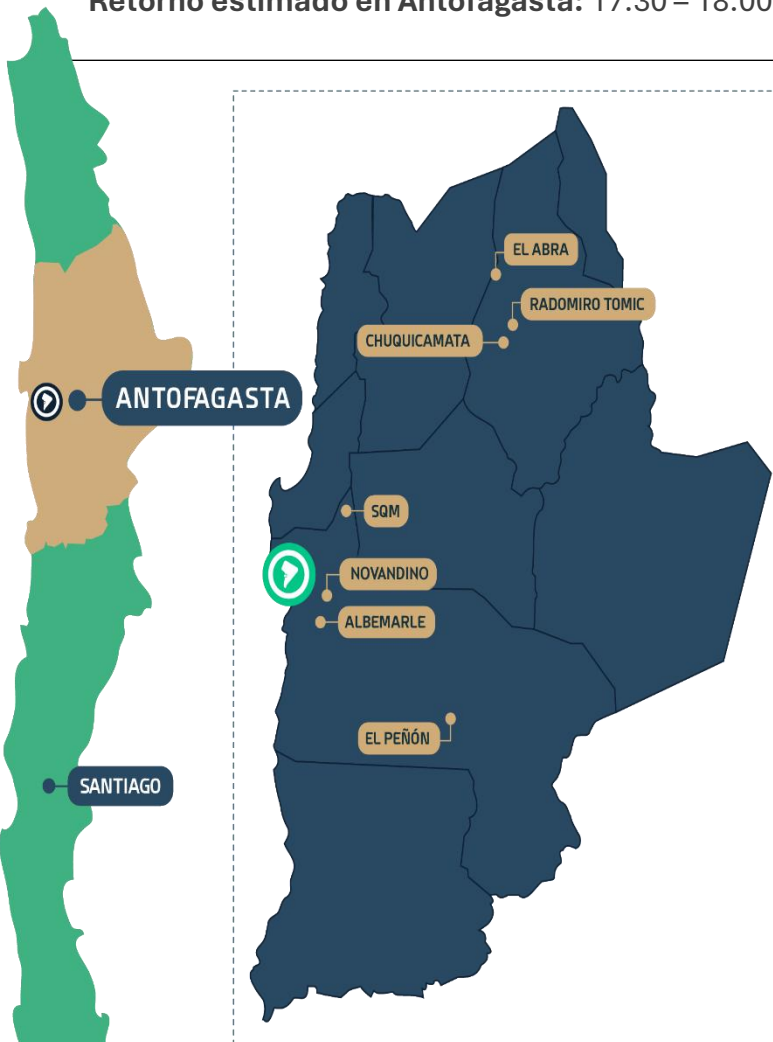 Retorno estimado en Antofagasta: 17.30 – 18.00
EL ABRA
RADOMIRO TOMIC
CHUQUICAMATA
ANTOFAGASTA
SQM
NOVANDINO
ALBEMARLE
EL PEÑÓN
SANTIAGO